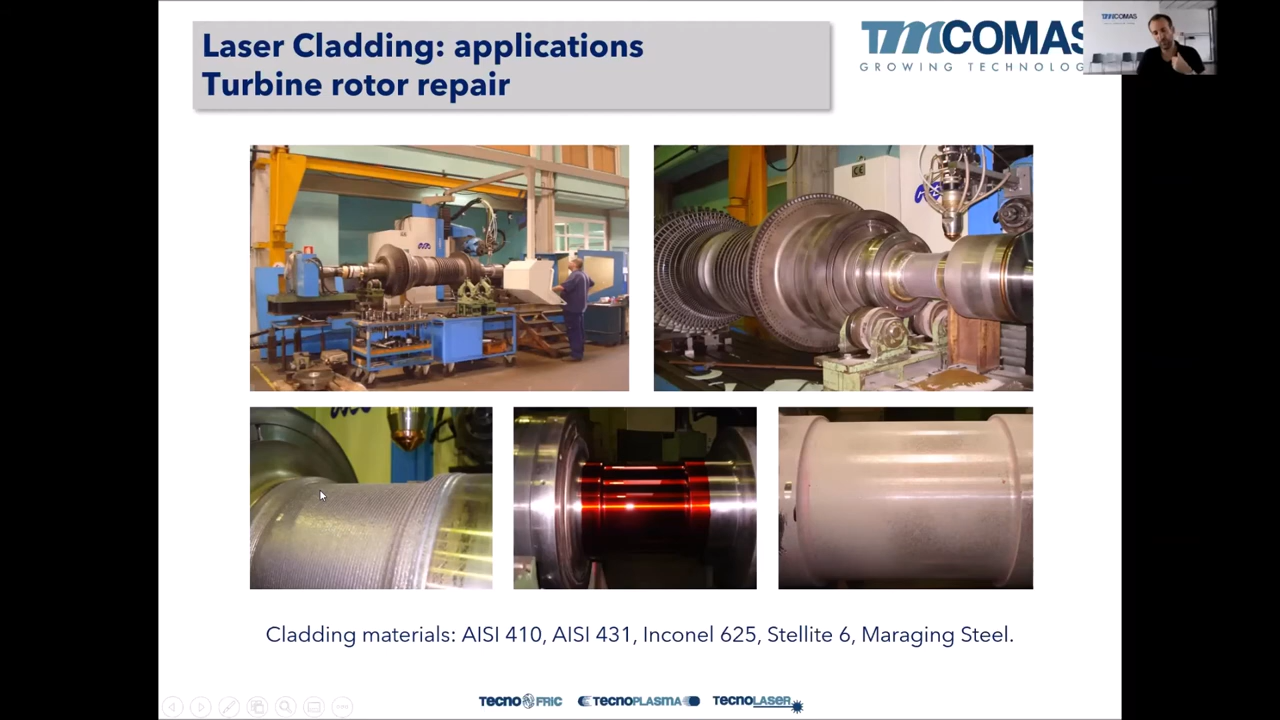 Laser Cladding: applications
Turbine rotor repair
TMCOMAS
GROWING TECHNOLOG
TMCOMAS
Cladding materials: AISI 410, AISI 431, Inconel 625, Stellite 6, Maraging Steel.
TECNOFRIC
TECNOPLASMA
TECNOLASER